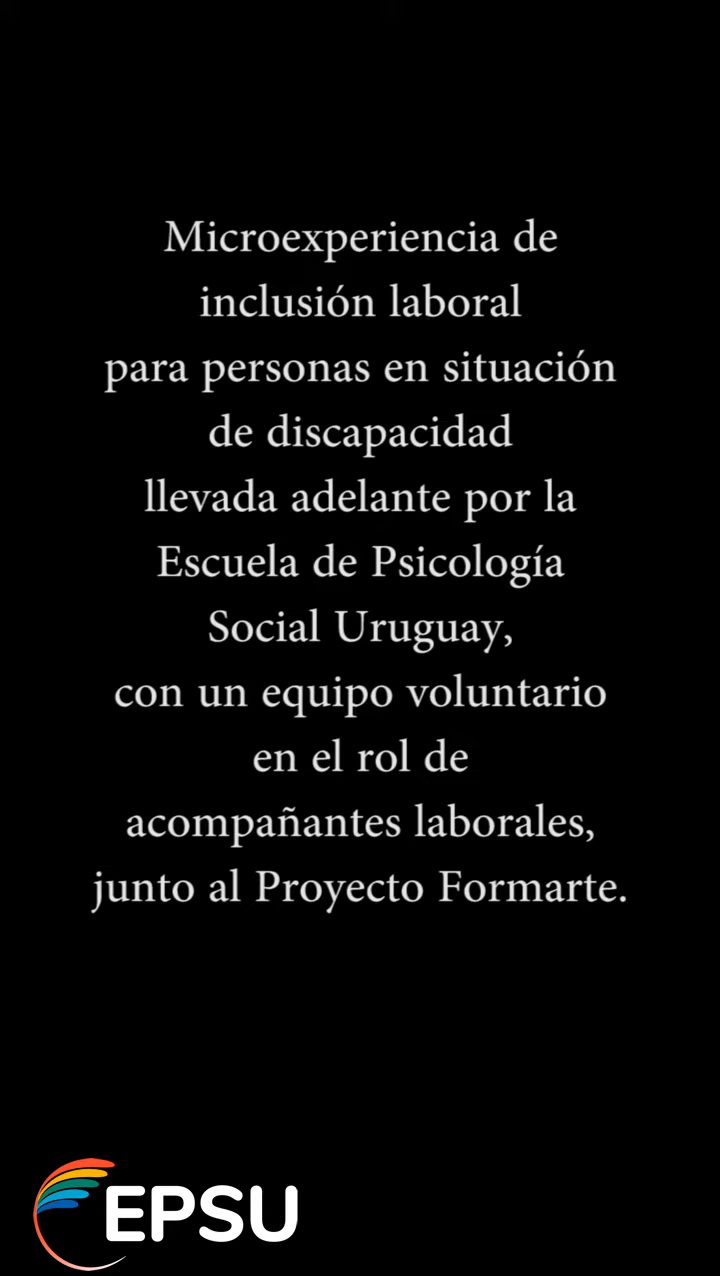 Microexperiencia de
inclusión laboral
para personas en situación
de discapacidad
llevada adelante por la
Escuela de Psicología
Social Uruguay,
con un equipo voluntario
en el rol de
acompañantes laborales,
junto al Proyecto Formarte.
EPSU